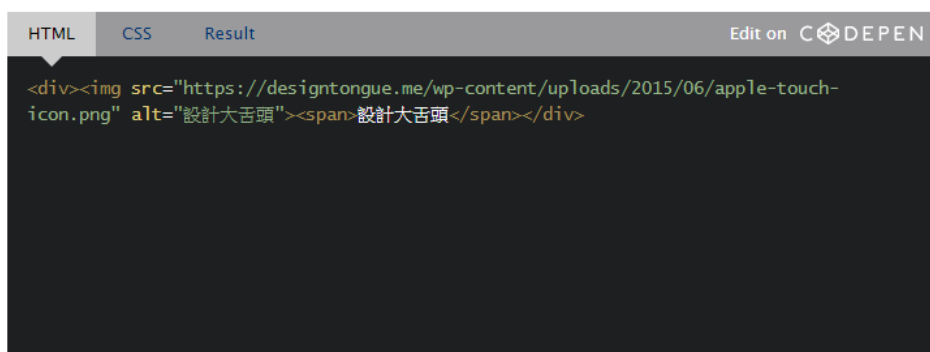 HTML CSS Result Edit on CODEPEN
<div><img src="https://designtongue.me/wp-content/uploads/2015/06/apple-touch-
icon.png" alt="設計大舌頭"><span>設計大舌頭</span></div>